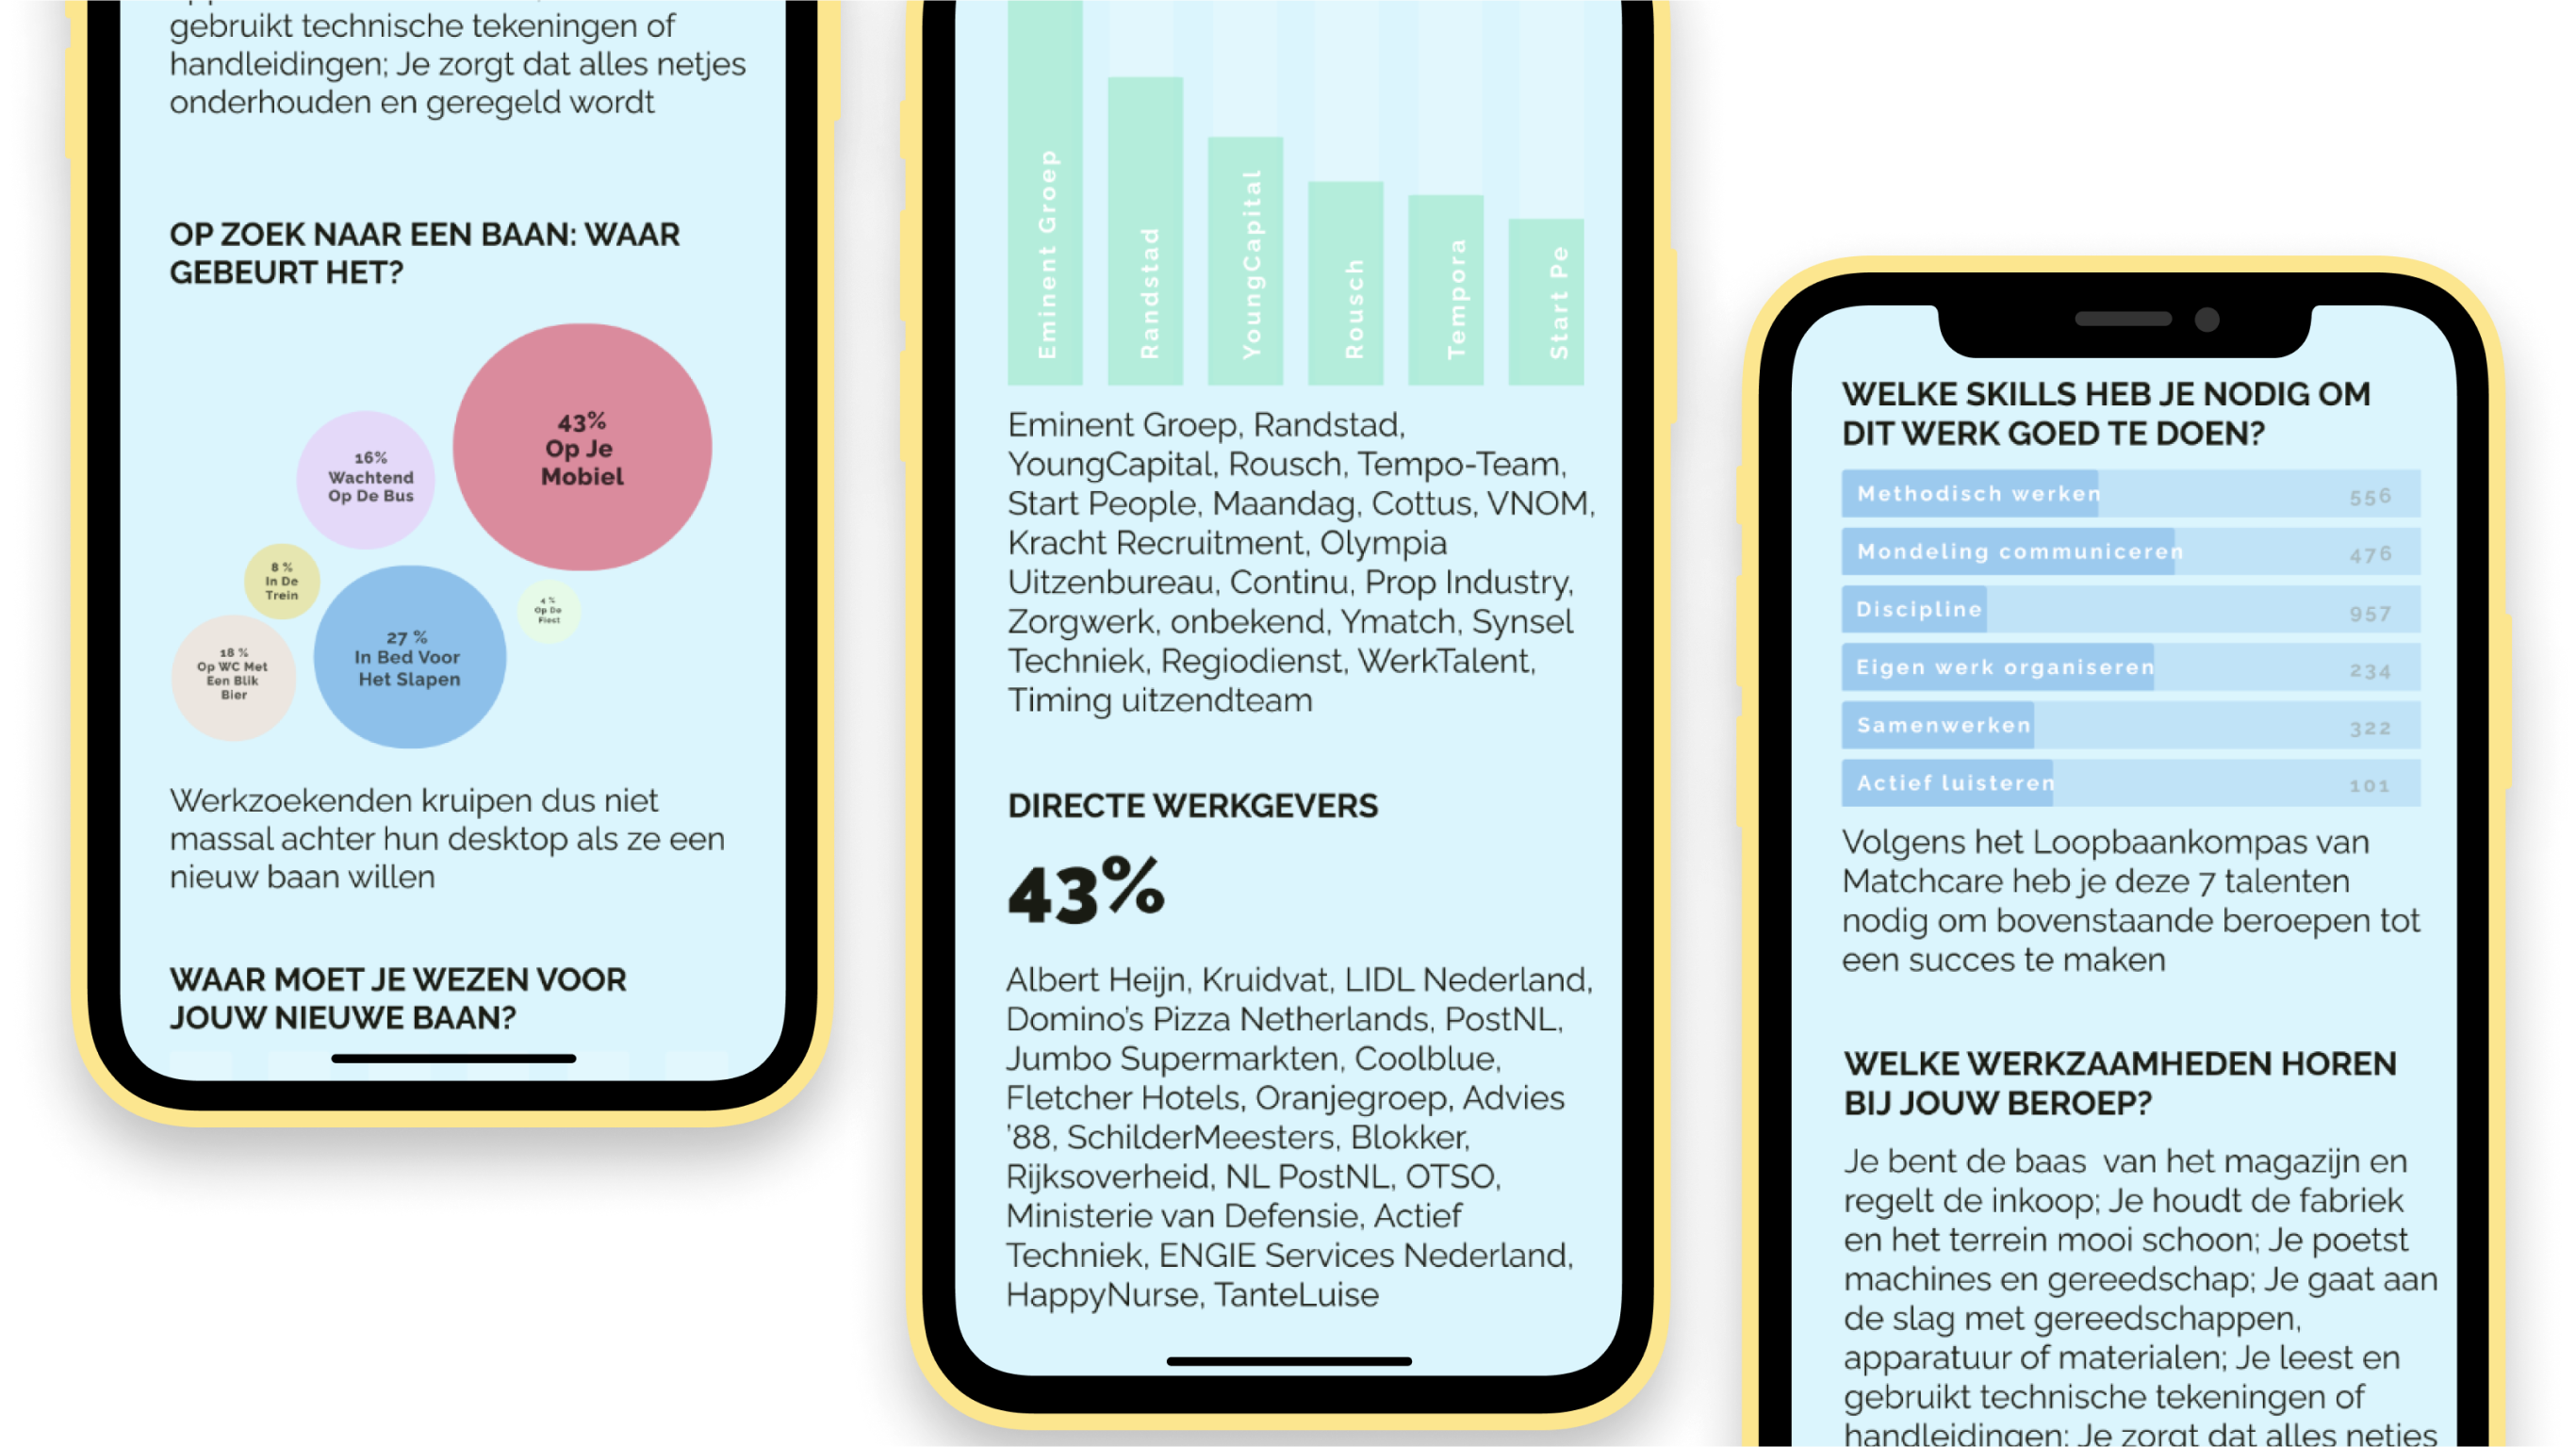 gebruikt technische tekeningen of
handleidingen; Je zorgt dat alles netjes
onderhouden en geregeld wordt
OP ZOEK NAAR EEN BAAN: WAAR
GEBEURT HET?
43%
Op Je
Mobiel
16%
Wachtend
Op De Bus
8 %
In De
Trein
4 %
Op De
Fiest
27 %
In Bed Voor
Het Slapen
18 %
Op WC Met
Een Blik
Bier
Werkzoekenden kruipen dus niet
massal achter hun desktop als ze een
nieuw baan willen
WAAR MOET JE WEZEN VOOR
JOUW NIEUWE BAAN?
Eminent Groep
Randstad
YoungCapital
Rousch
Tempora
Start Pe
Eminent Groep, Randstad,
YoungCapital, Rousch, Tempo-Team,
Start People, Maandag, Cottus, VNOM,
Kracht Recruitment, Olympia
Uitzenbureau, Continu, Prop Industry,
Zorgwerk, onbekend, Ymatch, Synsel
Techniek, Regiodienst, WerkTalent,
Timing uitzendteam
DIRECTE WERKGEVERS
43%
Albert Heijn, Kruidvat, LIDL Nederland,
Domino's Pizza Netherlands, PostNL,
Jumbo Supermarkten, Coolblue,
Fletcher Hotels, Oranjegroep, Advies
'88, SchilderMeesters, Blokker,
Rijksoverheid, NL PostNL, OTSO,
Ministerie van Defensie, Actief
Techniek, ENGIE Services Nederland,
HappyNurse, TanteLuise
WELKE SKILLS HEB JE NODIG OM
DIT WERK GOED TE DOEN?
Methodisch werken 556
Mondeling communiceren 476
Discipline 957
Eigen werk organiseren 234
Samenwerken 322
Actief luisteren 101
Volgens het Loopbaankompas van
Matchcare heb je deze 7 talenten
nodig om bovenstaande beroepen tot
een succes te maken
WELKE WERKZAAMHEDEN HOREN
BIJ JOUW BEROEP?
Je bent de baas van het magazijn en
regelt de inkoop; Je houdt de fabriek
en het terrein mooi schoon; Je poetst
machines en gereedschap; Je gaat aan
de slag met gereedschappen,
apparatuur of materialen; Je leest en
gebruikt technische tekeningen of
handleidingen; Je zorgt dat alles netjes